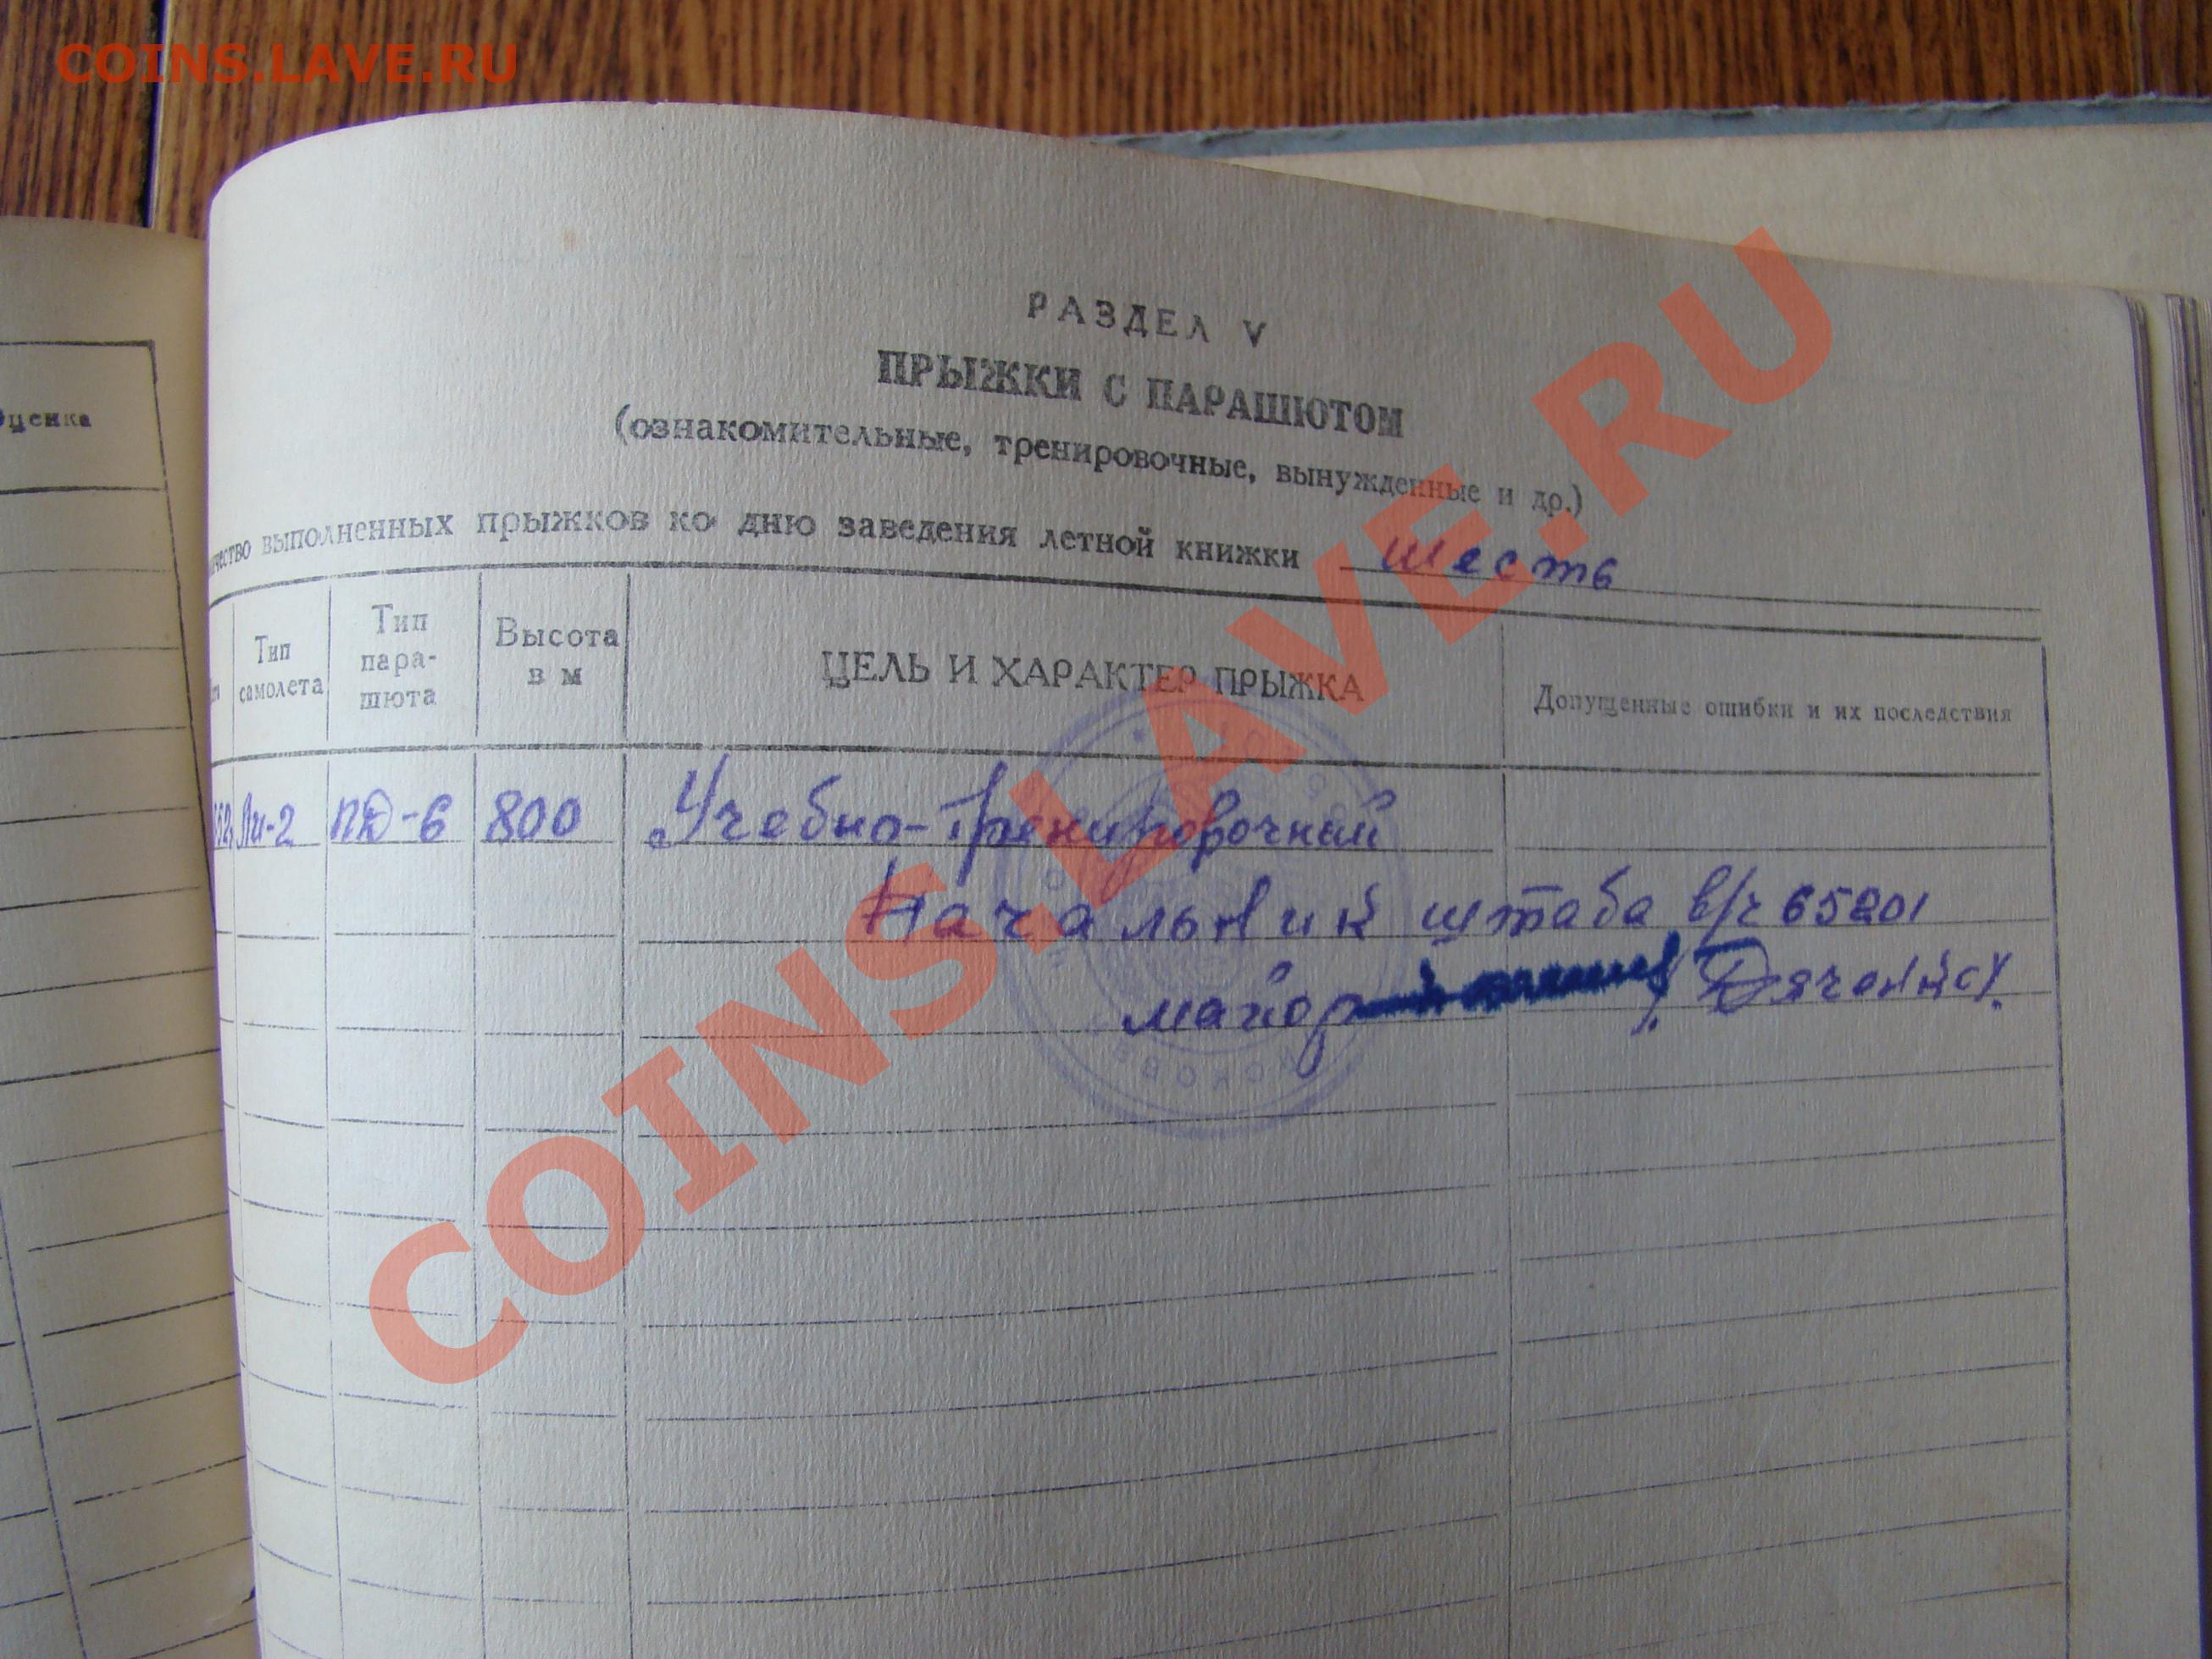 COINS.LAVE.RU
РАЗДЕЛ V
ПРЫЖКИ С ПАРАШЮТОМ
(ознакомительные, тренировочные, вынужденные и др.)
выполненных прыжков ко дню заведения летной книжки шесть
Тип самолета Тип пара- шюта Высота в м ЦЕЛЬ И ХАРАКТЕР ПРЫЖКА Допущенные ошибки и их последствия
Ли-2 ПД-6 800 Учебно-Тренировочный
Начальник штаба в/ч 65201
майор /Дяченко/.
COINS.LAVE.RU